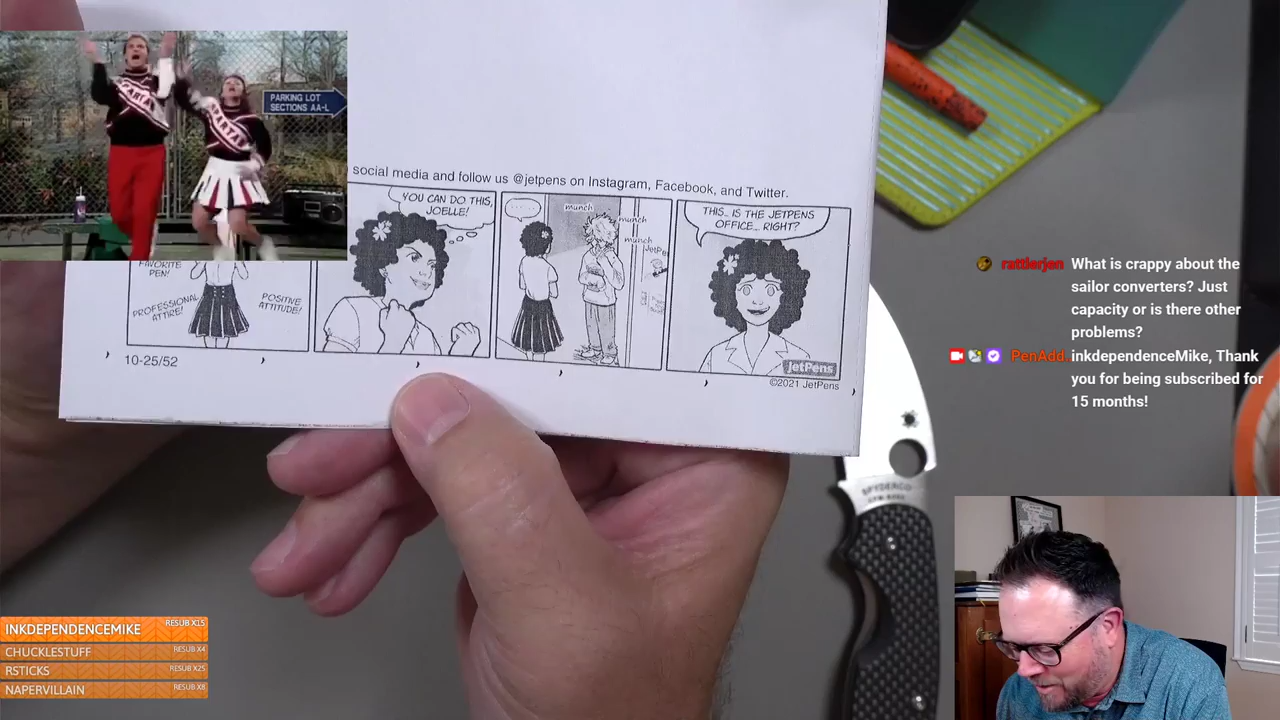 PARKING LOT
SECTIONS AA-L
SPARTAN
SPARTAN
social media and follow us @jetpens on Instagram, Facebook, and Twitter.
FAVORITE
PEN!
PROFESSIONAL
ATTIRE!
POSITIVE
ATTITUDE!
YOU CAN DO THIS,
JOELLE!
......
munch
munch
munch
JetPe
THIS... IS THE JETPENS
OFFICE... RIGHT?
JetPens
10-25/52
©2021 JetPens
SPYDERCO
rattlerjen What is crappy about the
sailor converters? Just
capacity or is there other
problems?
PenAdd.. inkdependenceMike, Thank
you for being subscribed for
15 months!
INKDEPENDENCEMIKE RESUB X15
CHUCKLESTUFF RESUB X4
RSTICKS RESUB X25
NAPERVILLAIN RESUB X8